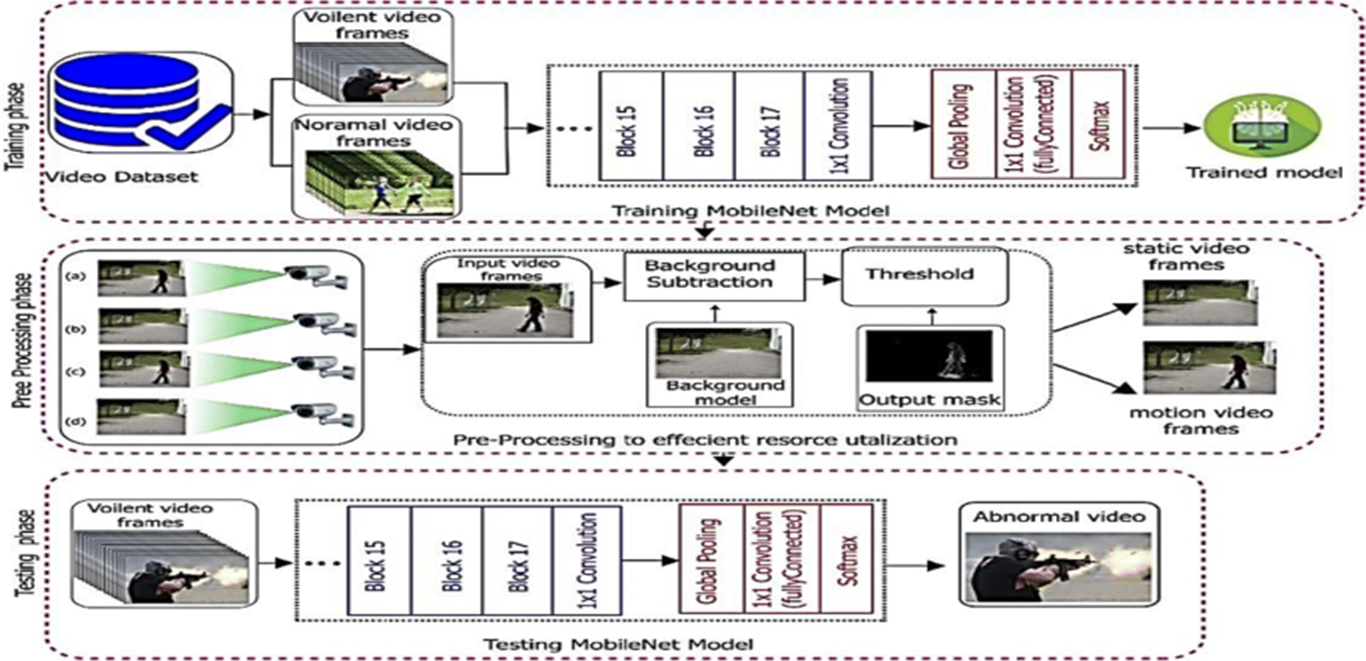 Training phase
Voilent video
frames
Noramal video
frames
Video Dataset
Block 15
Block 16
Block 17
1x1 Convolution
Global Pooling
1x1 Convolution
(fullyConnected)
Softmax
Trained model
Training MobileNet Model
Pree Processing phase
(a)
(b)
(c)
(d)
Input video
frames
Background
Subtraction
Threshold
Background
model
Output mask
static video
frames
motion video
frames
Pre-Processing to effecient resorce utalization
Testing phase
Voilent video
frames
Block 15
Block 16
Block 17
1x1 Convolution
Global Pooling
1x1 Convolution
(fullyConnected)
Softmax
Abnormal video
Testing MobileNet Model